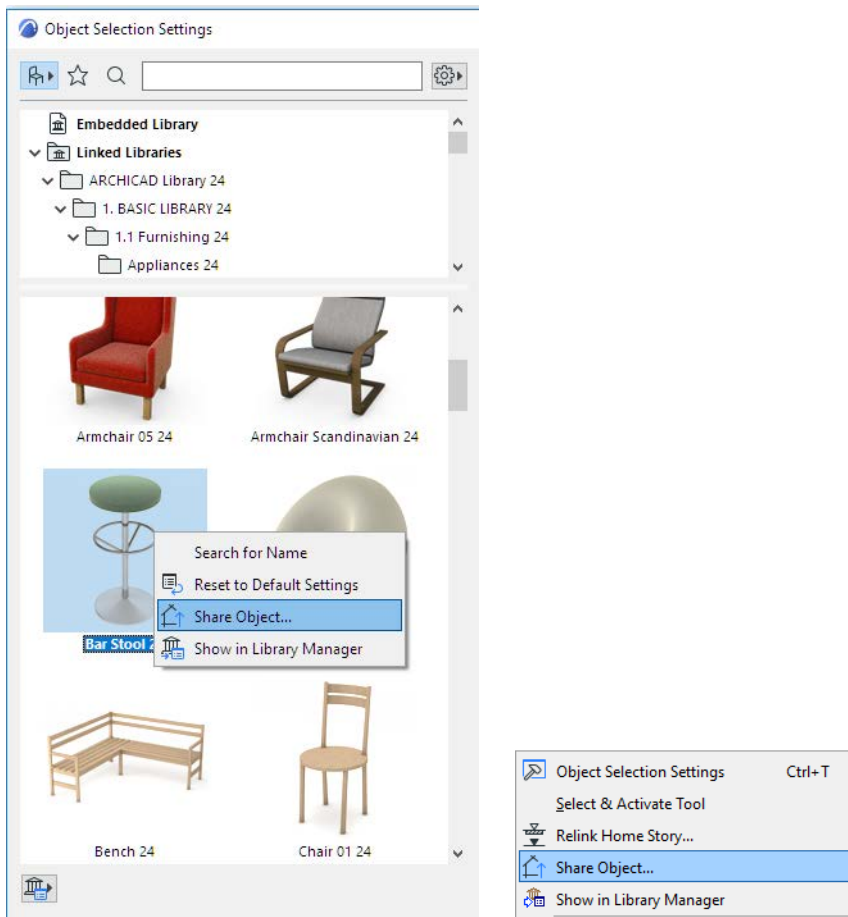 Object Selection Settings
Embedded Library
Linked Libraries
ARCHICAD Library 24
1. BASIC LIBRARY 24
1.1 Furnishing 24
Appliances 24
Armchair 05 24
Armchair Scandinavian 24
Search for Name
Reset to Default Settings
Share Object...
Show in Library Manager
Bar Stool
Bench 24
Chair 01 24
Object Selection Settings Ctrl+T
Select & Activate Tool
Relink Home Story...
Share Object...
Show in Library Manager